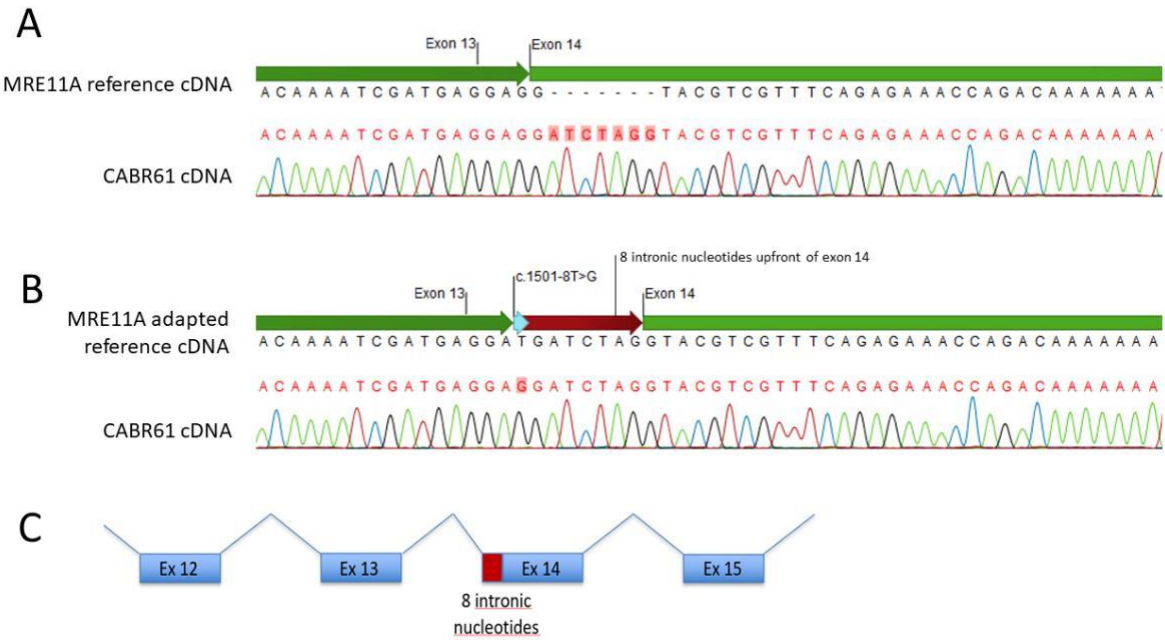 A
Exon 13 Exon 14
MRE11A reference cDNA
A C A A A A T C G A T G A G G A G G - - - - - - - T A C G T C G T T T C A G A G A A A C C A G A C A A A A A A A
A C A A A A T C G A T G A G G A G G A T C T A G G T A C G T C G T T T C A G A G A A A C C A G A C A A A A A A A
CABR61 cDNA
B
8 intronic nucleotides upfront of exon 14
c.1501-8T>G
Exon 13 Exon 14
MRE11A adapted
reference cDNA
A C A A A A T C G A T G A G G A T G A T C T A G G T A C G T C G T T T C A G A G A A A C C A G A C A A A A A A A
A C A A A A T C G A T G A G G A G G A T C T A G G T A C G T C G T T T C A G A G A A A C C A G A C A A A A A A A
CABR61 cDNA
C
Ex 12 Ex 13 Ex 14 Ex 15
8 intronic
nucleotides